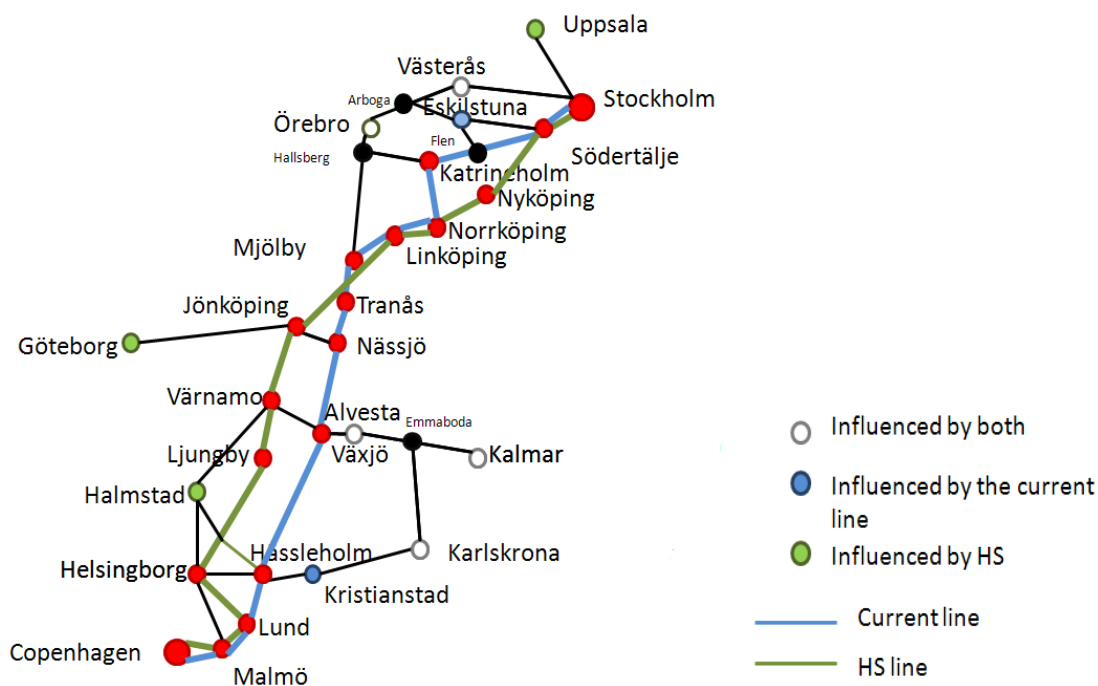 Uppsala
Västerås
Stockholm
Arboga
Eskilstuna
Örebro
Flen
Hallsberg
Södertälje
Katrineholm
Nyköping
Norrköping
Mjölby
Linköping
Jönköping
Tranås
Göteborg
Nässjö
Värnamo
Alvesta
Emmaboda
Ljungby
Växjö
Kalmar
Halmstad
Hässleholm
Karlskrona
Helsingborg
Kristianstad
Lund
Copenhagen
Malmö
Influenced by both
Influenced by the current
line
Influenced by HS
Current line
HS line